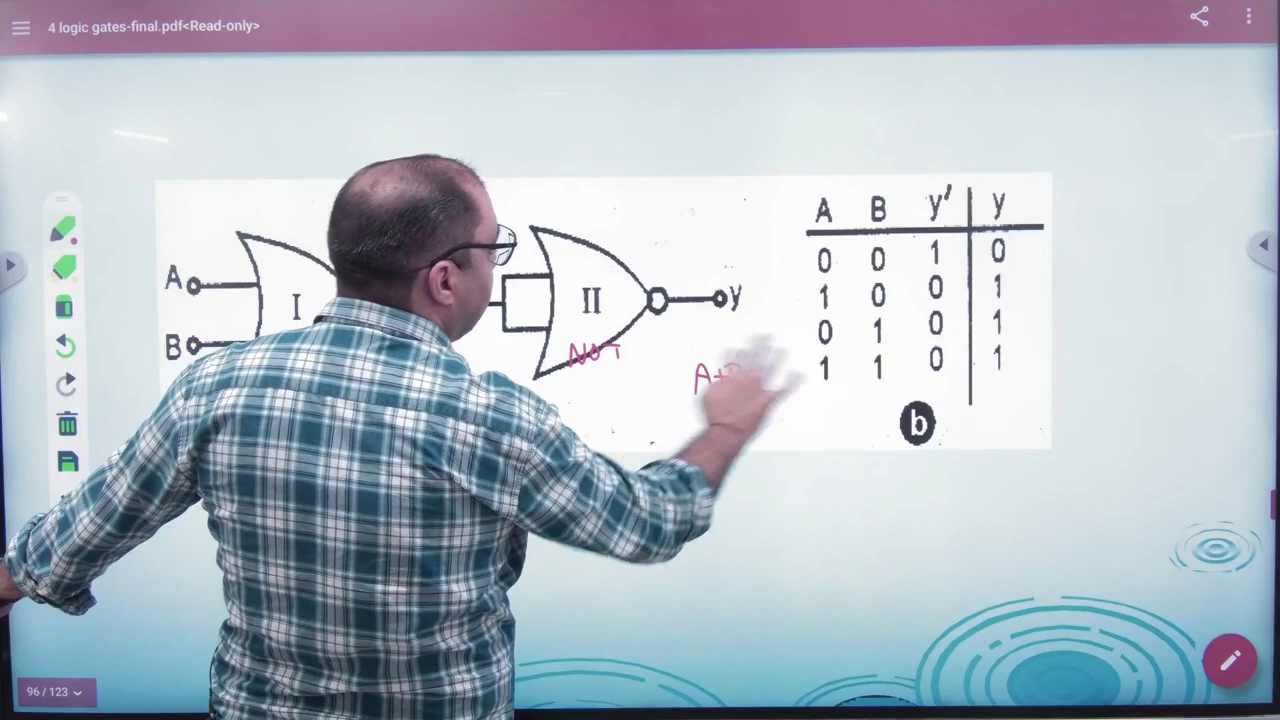 4 logic gates-final.pdf<Read-only>
A
I
II
y
B
NOT
A+
A B y′ y
0 0 1 0
1 0 0 1
0 1 0 1
1 1 0 1
b
96 / 123